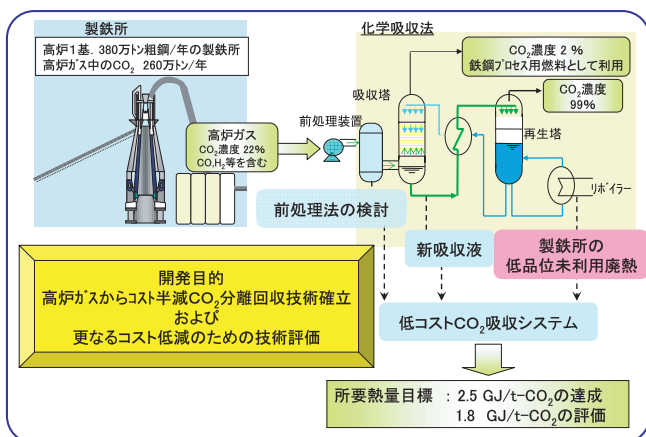 製鉄所
高炉1基. 380万トン粗鋼/年の製鉄所
高炉ガス中のCO₂ 260万トン/年
化学吸収法
CO₂濃度 2 %
鉄鋼プロセス用燃料として利用
CO₂濃度
99%
吸収塔
前処理装置
再生塔
高炉ガス
CO₂濃度 22%
CO,H₂等を含む
リボイラー
前処理法の検討
新吸収液
製鉄所の
低品位未利用廃熱
開発目的
高炉ガスからコスト半減CO₂分離回収技術確立
および
更なるコスト低減のための技術評価
低コストCO₂吸収システム
所要熱量目標 : 2.5 GJ/t-CO₂の達成
1.8 GJ/t-CO₂の評価